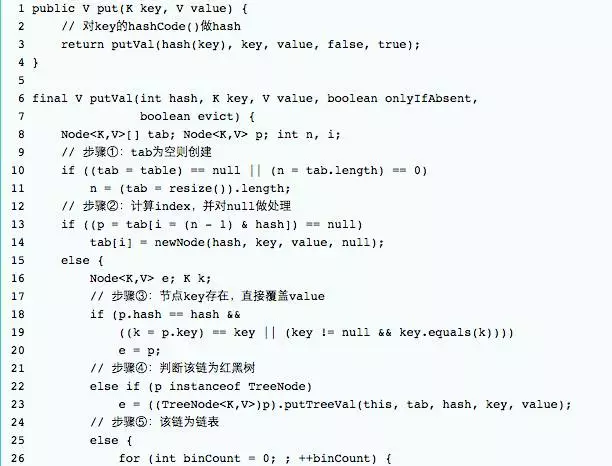 1 public V put(K key, V value) {
2     // 对key的hashCode()做hash
3     return putVal(hash(key), key, value, false, true);
4 }
5
6 final V putVal(int hash, K key, V value, boolean onlyIfAbsent,
7                boolean evict) {
8     Node<K,V>[] tab; Node<K,V> p; int n, i;
9     // 步骤①：tab为空则创建
10     if ((tab = table) == null || (n = tab.length) == 0)
11         n = (tab = resize()).length;
12     // 步骤②：计算index，并对null做处理
13     if ((p = tab[i = (n - 1) & hash]) == null)
14         tab[i] = newNode(hash, key, value, null);
15     else {
16         Node<K,V> e; K k;
17         // 步骤③：节点key存在，直接覆盖value
18         if (p.hash == hash &&
19             ((k = p.key) == key || (key != null && key.equals(k))))
20             e = p;
21         // 步骤④：判断该链为红黑树
22         else if (p instanceof TreeNode)
23             e = ((TreeNode<K,V>)p).putTreeVal(this, tab, hash, key, value);
24         // 步骤⑤：该链为链表
25         else {
26             for (int binCount = 0; ; ++binCount) {